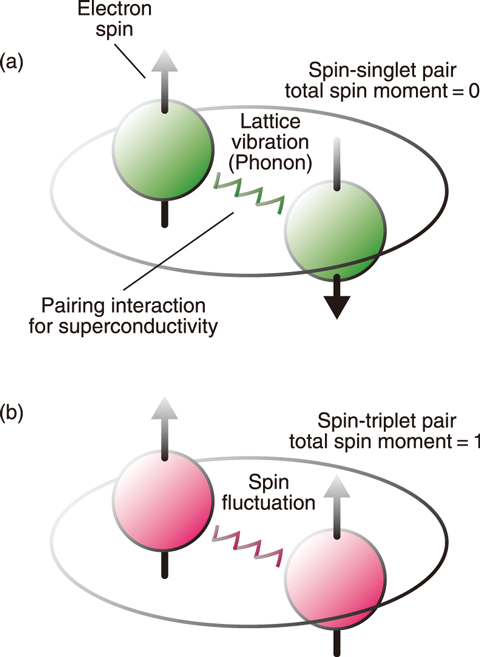 Electron
spin
(a)
Spin-singlet pair
total spin moment = 0
Lattice
vibration
(Phonon)
Pairing interaction
for superconductivity
(b)
Spin-triplet pair
total spin moment = 1
Spin
fluctuation